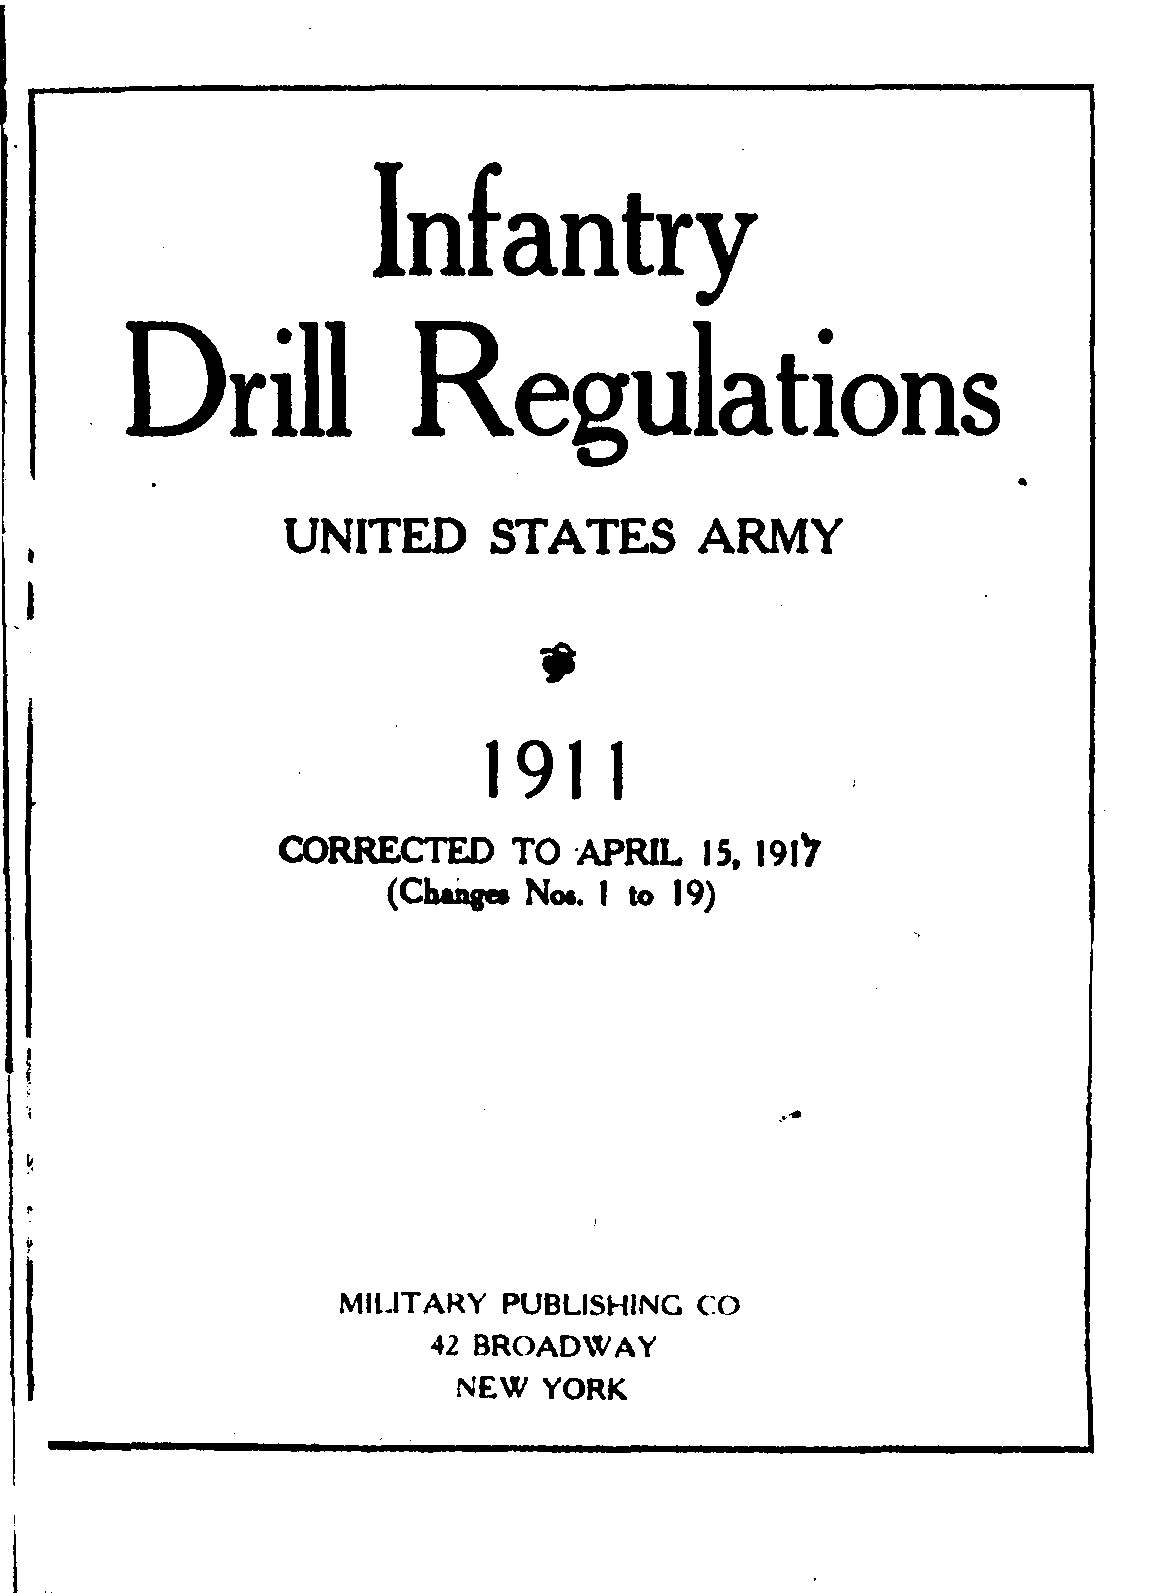 Infantry
Drill Regulations
UNITED STATES ARMY
1911
CORRECTED TO APRIL 15, 1917
(Changes Nos. 1 to 19)
MILITARY PUBLISHING CO
42 BROADWAY
NEW YORK